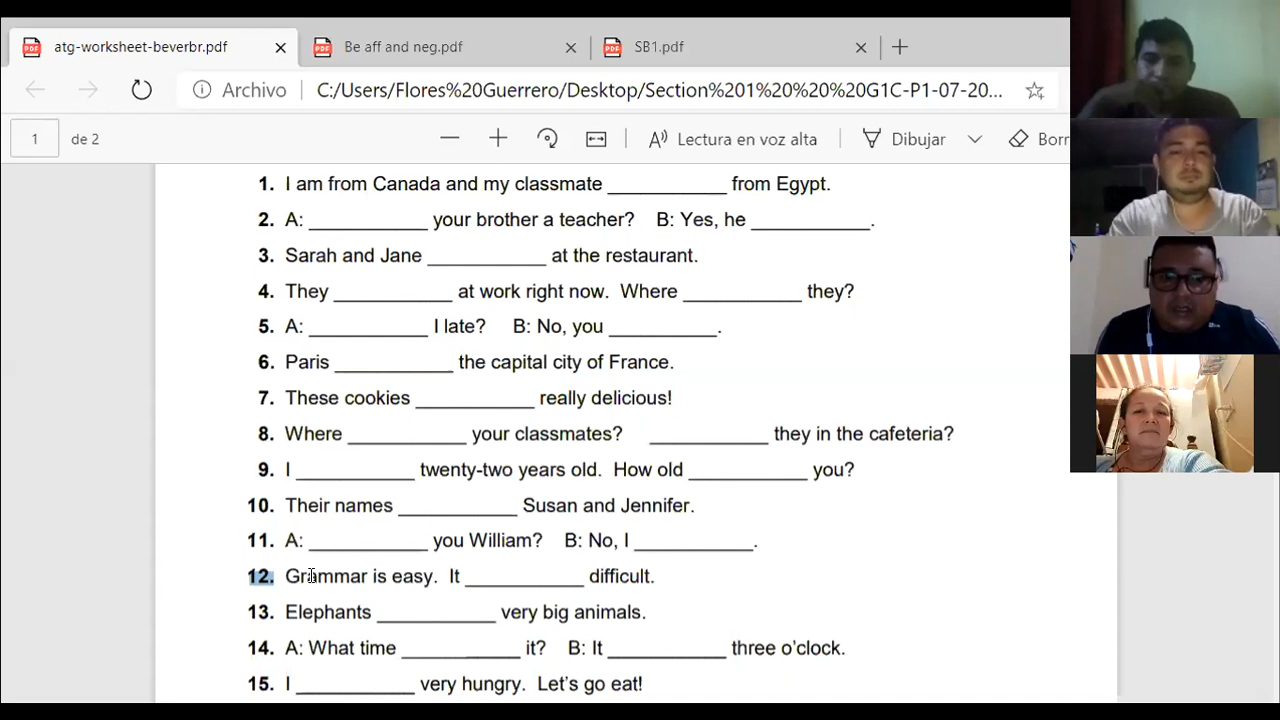 atg-worksheet-beverbr.pdf
Be aff and neg.pdf
SB1.pdf
Archivo C:/Users/Flores%20Guerrero/Desktop/Section%201%20%20%20G1C-P1-07-20...
1 de 2 Lectura en voz alta Dibujar Borr
1. I am from Canada and my classmate ___________ from Egypt.
2. A: ___________ your brother a teacher? B: Yes, he ___________.
3. Sarah and Jane ___________ at the restaurant.
4. They ___________ at work right now. Where ___________ they?
5. A: ___________ I late? B: No, you __________.
6. Paris ___________ the capital city of France.
7. These cookies ___________ really delicious!
8. Where ___________ your classmates? ___________ they in the cafeteria?
9. I ___________ twenty-two years old. How old ___________ you?
10. Their names ___________ Susan and Jennifer.
11. A: ___________ you William? B: No, I ___________.
12. Grammar is easy. It ___________ difficult.
13. Elephants ___________ very big animals.
14. A: What time ___________ it? B: It ___________ three o'clock.
15. I ___________ very hungry. Let's go eat!